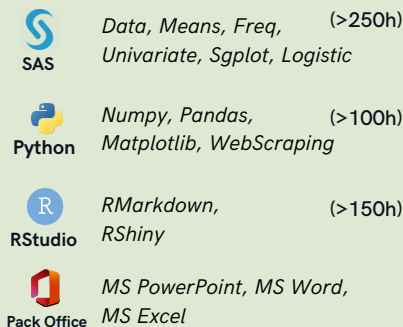 Data, Means, Freq, (>250h)
Univariate, Sgplot, Logistic
SAS
Numpy, Pandas, (>100h)
Matplotlib, WebScraping
Python
R
RMarkdown, (>150h)
RShiny
RStudio
MS PowerPoint, MS Word,
MS Excel
Pack Office